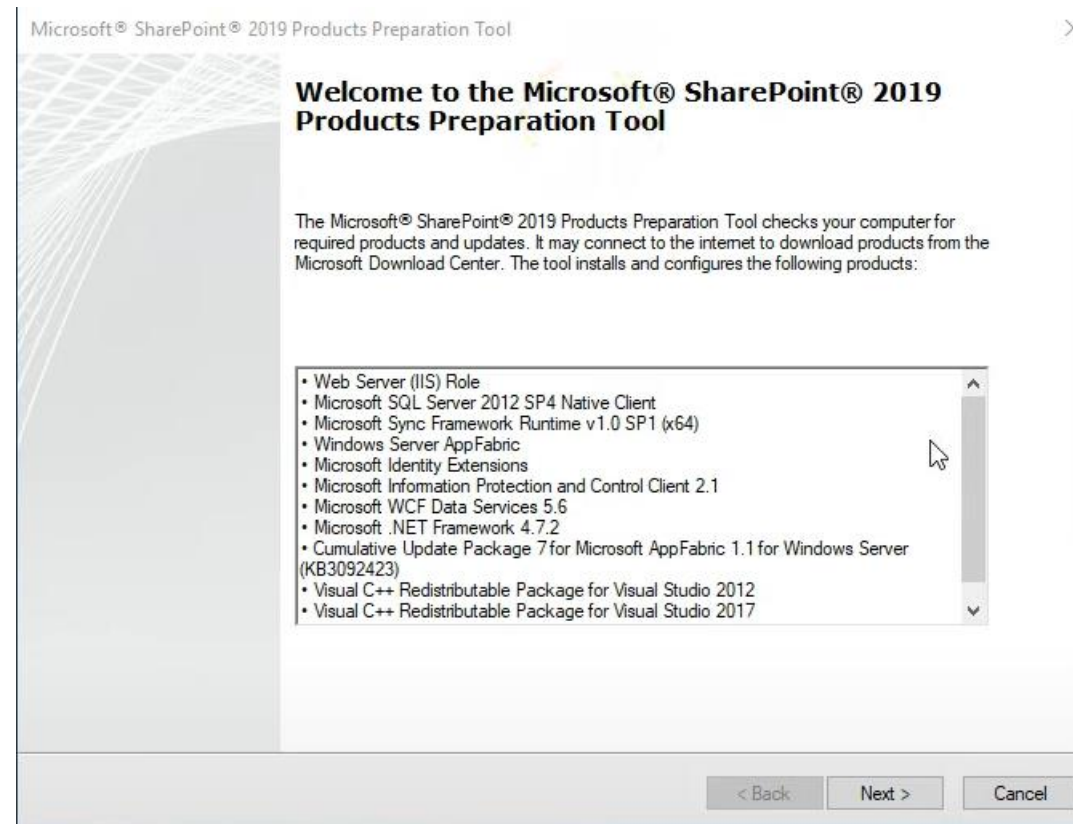 Microsoft® SharePoint® 2019 Products Preparation Tool
Welcome to the Microsoft® SharePoint® 2019
Products Preparation Tool
The Microsoft® SharePoint® 2019 Products Preparation Tool checks your computer for
required products and updates. It may connect to the internet to download products from the
Microsoft Download Center. The tool installs and configures the following products:
• Web Server (IIS) Role
• Microsoft SQL Server 2012 SP4 Native Client
• Microsoft Sync Framework Runtime v1.0 SP1 (x64)
• Windows Server AppFabric
• Microsoft Identity Extensions
• Microsoft Information Protection and Control Client 2.1
• Microsoft WCF Data Services 5.6
• Microsoft .NET Framework 4.7.2
• Cumulative Update Package 7 for Microsoft AppFabric 1.1 for Windows Server
(KB3092423)
• Visual C++ Redistributable Package for Visual Studio 2012
• Visual C++ Redistributable Package for Visual Studio 2017
< Back Next > Cancel